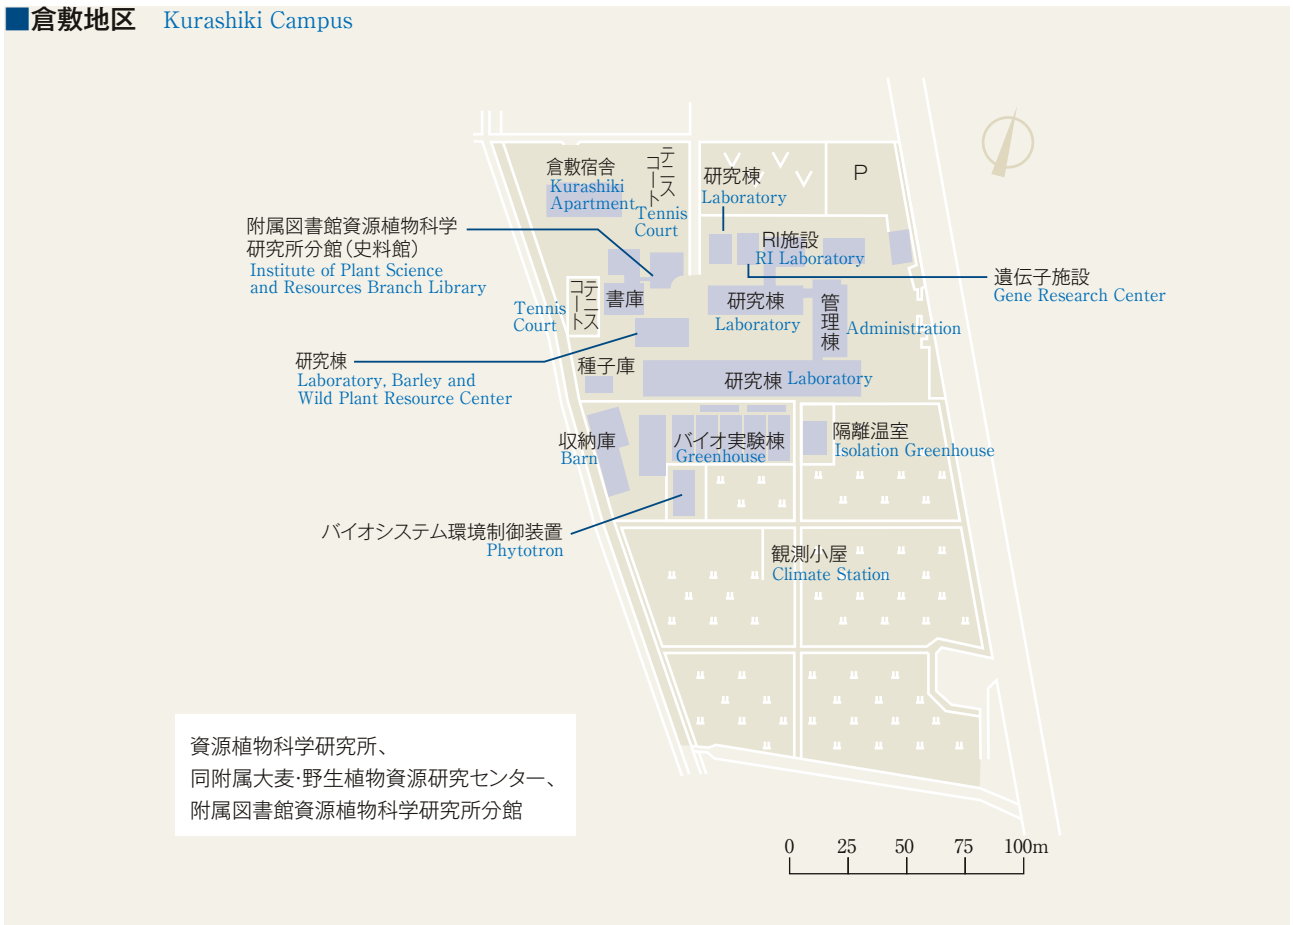 ■倉敷地区 Kurashiki Campus
倉敷宿舎
Kurashiki
Apartment
テニス
コート
Tennis
Court
研究棟
Laboratory
P
附属図書館資源植物科学
研究所分館（史料館）
Institute of Plant Science
and Resources Branch Library
RI施設
RI Laboratory
遺伝子施設
Gene Research Center
テニス
コート
Tennis
Court
書庫
研究棟
Laboratory
管理棟
Administration
研究棟
Laboratory, Barley and
Wild Plant Resource Center
種子庫
研究棟 Laboratory
収納庫
Barn
バイオ実験棟
Greenhouse
隔離温室
Isolation Greenhouse
バイオシステム環境制御装置
Phytotron
観測小屋
Climate Station
資源植物科学研究所、
同附属大麦・野生植物資源研究センター、
附属図書館資源植物科学研究所分館
0 25 50 75 100m